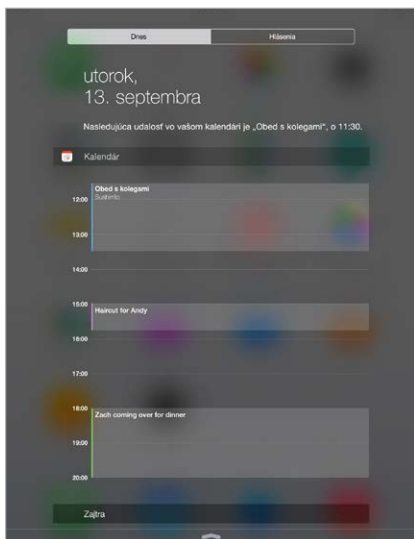 Dnes
Hlásenia
utorok,
13. septembra
Nasledujúca udalosť vo vašom kalendári je „Obed s kolegami“, o 11:30.
Kalendár
Obed s kolegami
Sushirrito
12:00
13:00
14:00
15:00
Haircut for Andy
16:00
17:00
18:00
Zach coming over for dinner
19:00
20:00
Zajtra